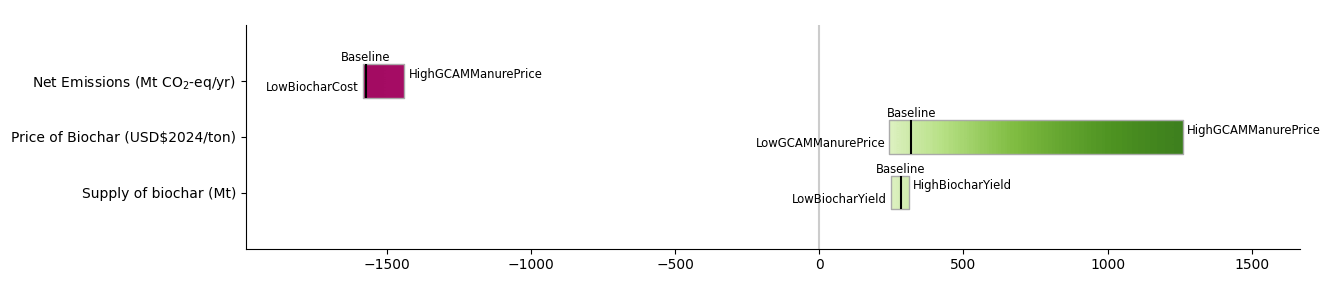 Baseline
Net Emissions (Mt CO₂-eq/yr)
LowBiocharCost
HighGCAMManurePrice
Baseline
Price of Biochar (USD$2024/ton)
LowGCAMManurePrice
HighGCAMManurePrice
Baseline
Supply of biochar (Mt)
LowBiocharYield
HighBiocharYield
−1500 −1000 −500 0 500 1000 1500